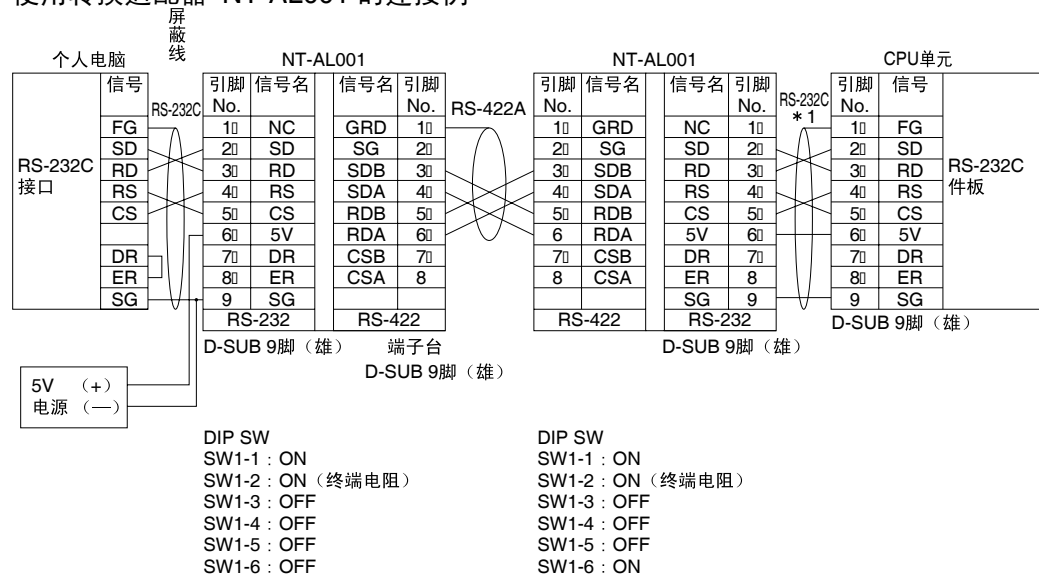 使用转换适配器 NT-AL001 的连接例
屏蔽线
个人电脑 NT-AL001 NT-AL001 CPU单元
信号 引脚 信号名 信号名 引脚 引脚 信号名 信号名 引脚 引脚 信号
RS-232C No. No. RS-422A No. No. RS-232C No.
*1
FG 1 NC GRD 1 1 GRD NC 1 1 FG
SD 2 SD SG 2 2 SG SD 2 2 SD
RS-232C 接口 RD 3 RD SDB 3 3 SDB RD 3 3 RD RS-232C 件板
RS 4 RS SDA 4 4 SDA RS 4 4 RS
CS 5 CS RDB 5 5 RDB CS 5 5 CS
6 5V RDA 6 6 RDA 5V 6 6 5V
DR 7 DR CSB 7 7 CSB DR 7 7 DR
ER 8 ER CSA 8 8 CSA ER 8 8 ER
SG 9 SG SG 9 9 SG
RS-232 RS-422 RS-422 RS-232
D-SUB 9脚（雄） 端子台 D-SUB 9脚（雄） D-SUB 9脚（雄）
D-SUB 9脚（雄）
5V （+）
电源 （—）
DIP SW
SW1-1：ON
SW1-2：ON（终端电阻）
SW1-3：OFF
SW1-4：OFF
SW1-5：OFF
SW1-6：OFF
DIP SW
SW1-1：ON
SW1-2：ON（终端电阻）
SW1-3：OFF
SW1-4：OFF
SW1-5：OFF
SW1-6：ON